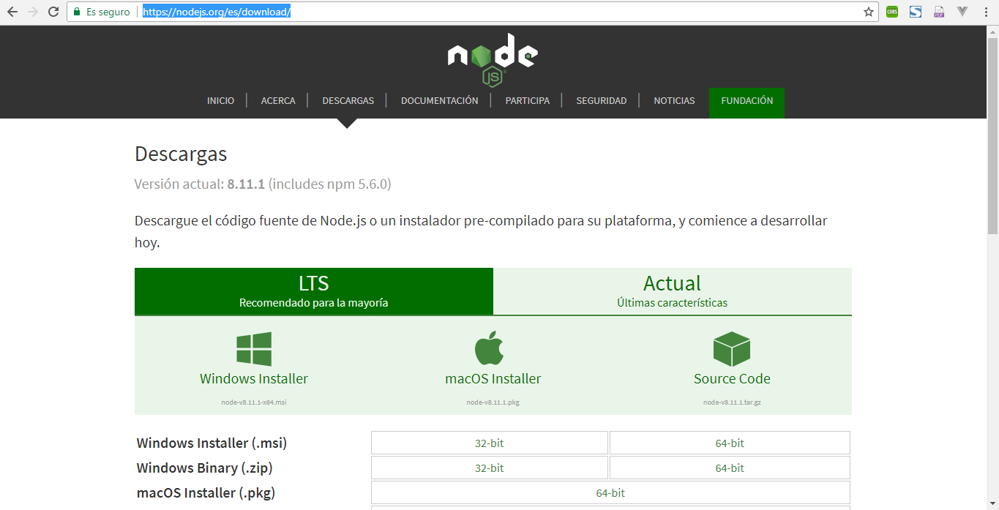 Es seguro
https://nodejs.org/es/download/
CORS
PDF
node
JS
INICIO
ACERCA
DESCARGAS
DOCUMENTACIÓN
PARTICIPA
SEGURIDAD
NOTICIAS
FUNDACIÓN
Descargas
Versión actual: 8.11.1 (includes npm 5.6.0)
Descargue el código fuente de Node.js o un instalador pre-compilado para su plataforma, y comience a desarrollar
hoy.
LTS
Recomendado para la mayoría
Actual
Últimas características
Windows Installer
node-v8.11.1-x64.msi
macOS Installer
node-v8.11.1.pkg
Source Code
node-v8.11.1.tar.gz
Windows Installer (.msi) 32-bit 64-bit
Windows Binary (.zip) 32-bit 64-bit
macOS Installer (.pkg) 64-bit